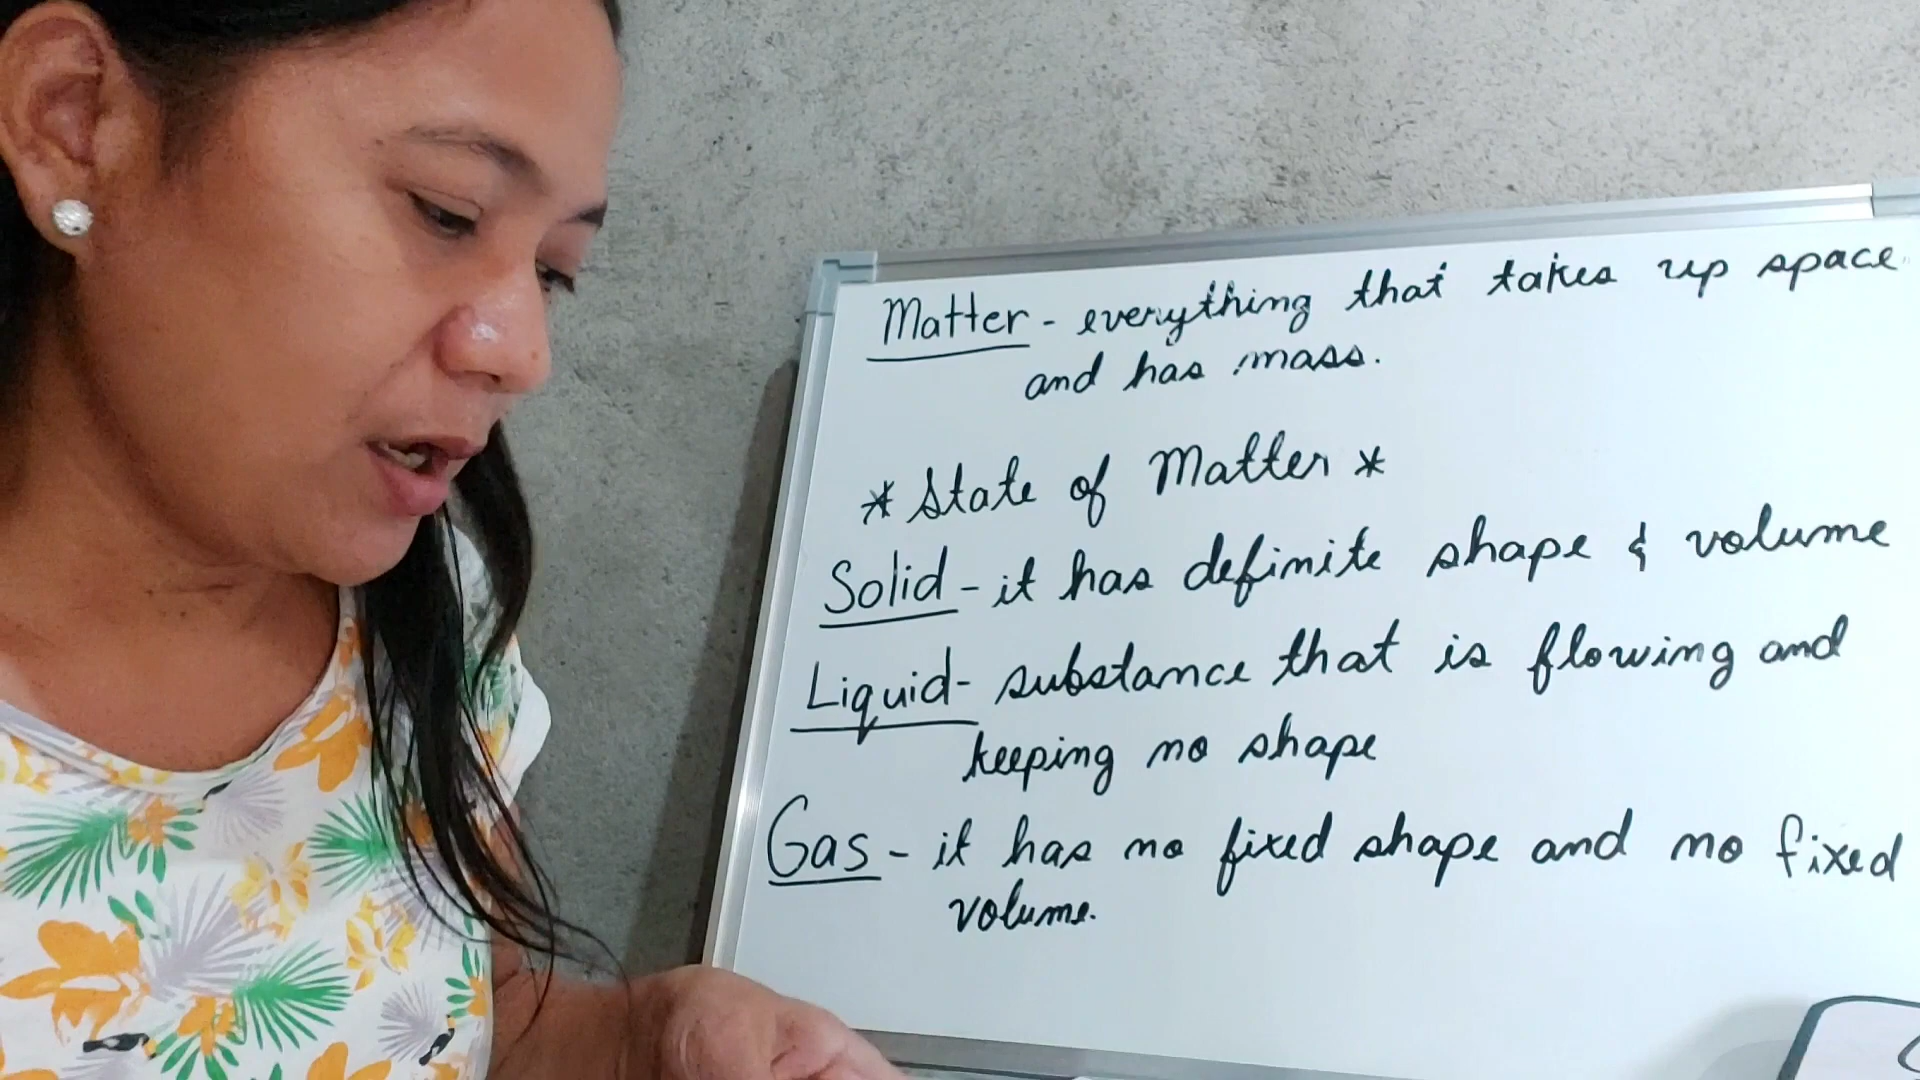 Matter - everything that takes up space
and has mass.
* State of Matter *
Solid - it has definite shape & volume
Liquid - substance that is flowing and
keeping no shape
Gas - it has no fixed shape and no fixed
volume.